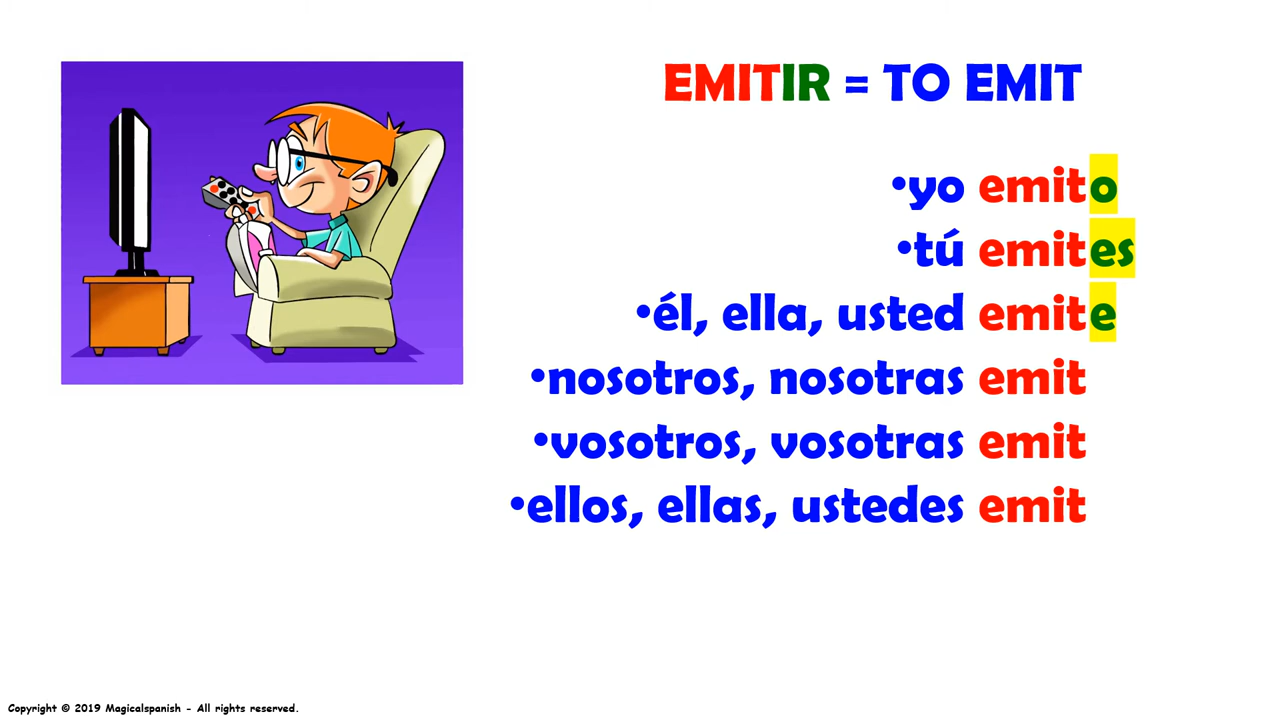 EMITIR = TO EMIT
•yo emito
•tú emites
•él, ella, usted emite
•nosotros, nosotras emit
•vosotros, vosotras emit
•ellos, ellas, ustedes emit
Copyright © 2019 Magicalspanish - All rights reserved.